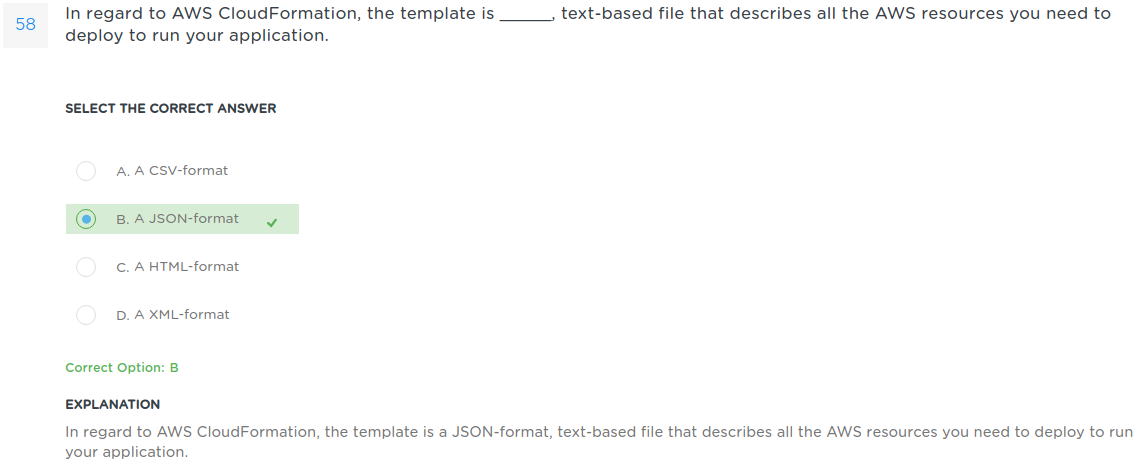 58
In regard to AWS CloudFormation, the template is _____, text-based file that describes all the AWS resources you need to
deploy to run your application.
SELECT THE CORRECT ANSWER
A. A CSV-format
B. A JSON-format
C. A HTML-format
D. A XML-format
Correct Option: B
EXPLANATION
In regard to AWS CloudFormation, the template is a JSON-format, text-based file that describes all the AWS resources you need to deploy to run
your application.